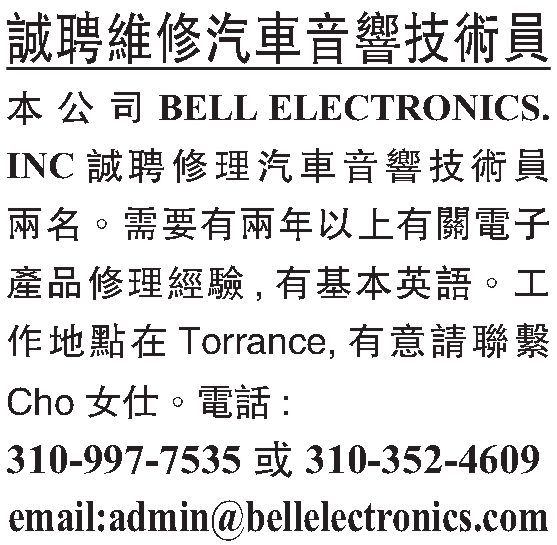 誠聘維修汽車音響技術員
本公司 BELL ELECTRONICS.
INC 誠聘修理汽車音響技術員
兩名。需要有兩年以上有關電子
產品修理經驗,有基本英語。工
作地點在 Torrance, 有意請聯繫
Cho 女仕。電話:
310-997-7535 或 310-352-4609
email:admin@bellelectronics.com